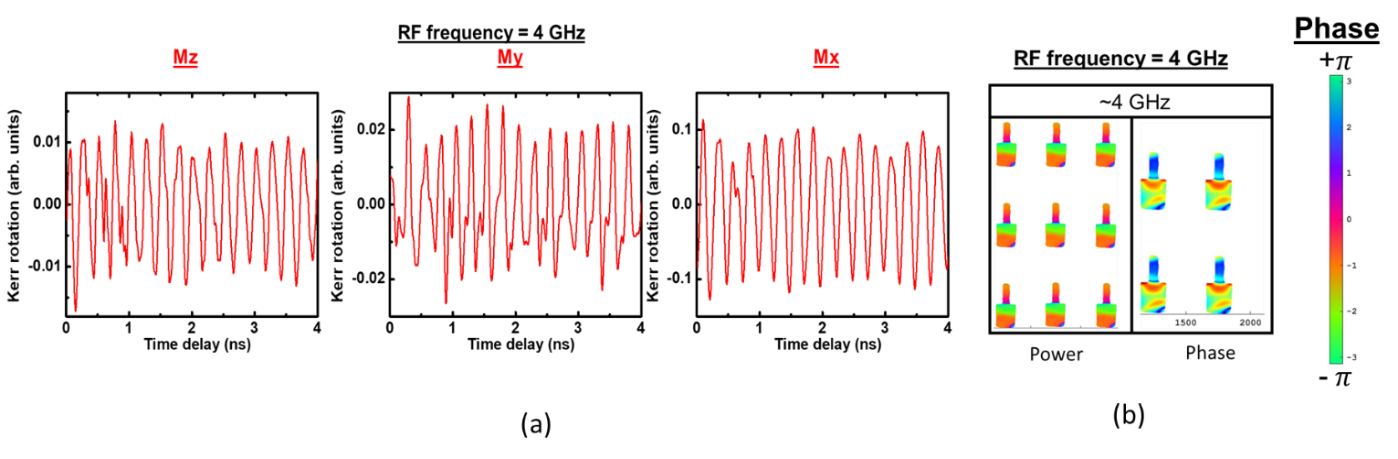 RF frequency = 4 GHz
Mz
My
Mx
Kerr rotation (arb. units)
0.01
0.00
-0.01
0
1
2
3
4
Time delay (ns)
Kerr rotation (arb. units)
0.02
0.00
-0.02
0
1
2
3
4
Time delay (ns)
Kerr rotation (arb. units)
0.1
0.0
-0.1
0
1
2
3
4
Time delay (ns)
(a)
RF frequency = 4 GHz
~4 GHz
1500
2000
Power
Phase
(b)
Phase
+π
3
2
1
0
−1
−2
−3
- π